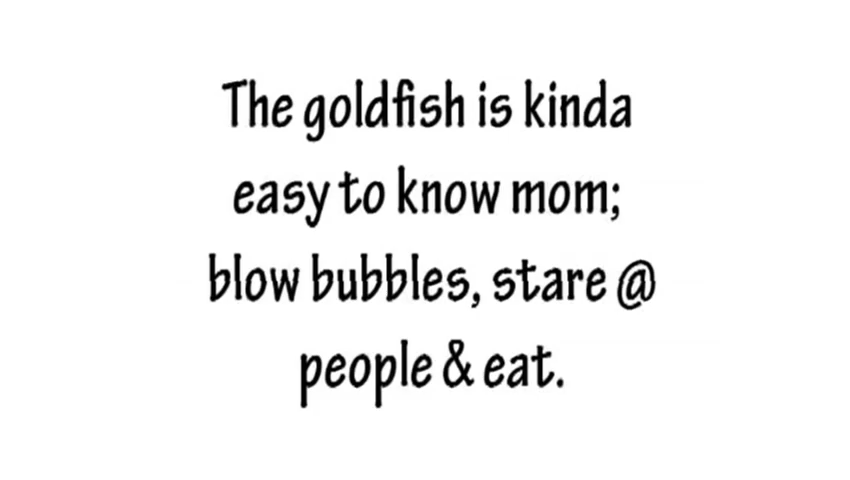 The goldfish is kinda
easy to know mom;
blow bubbles, stare @
people & eat.